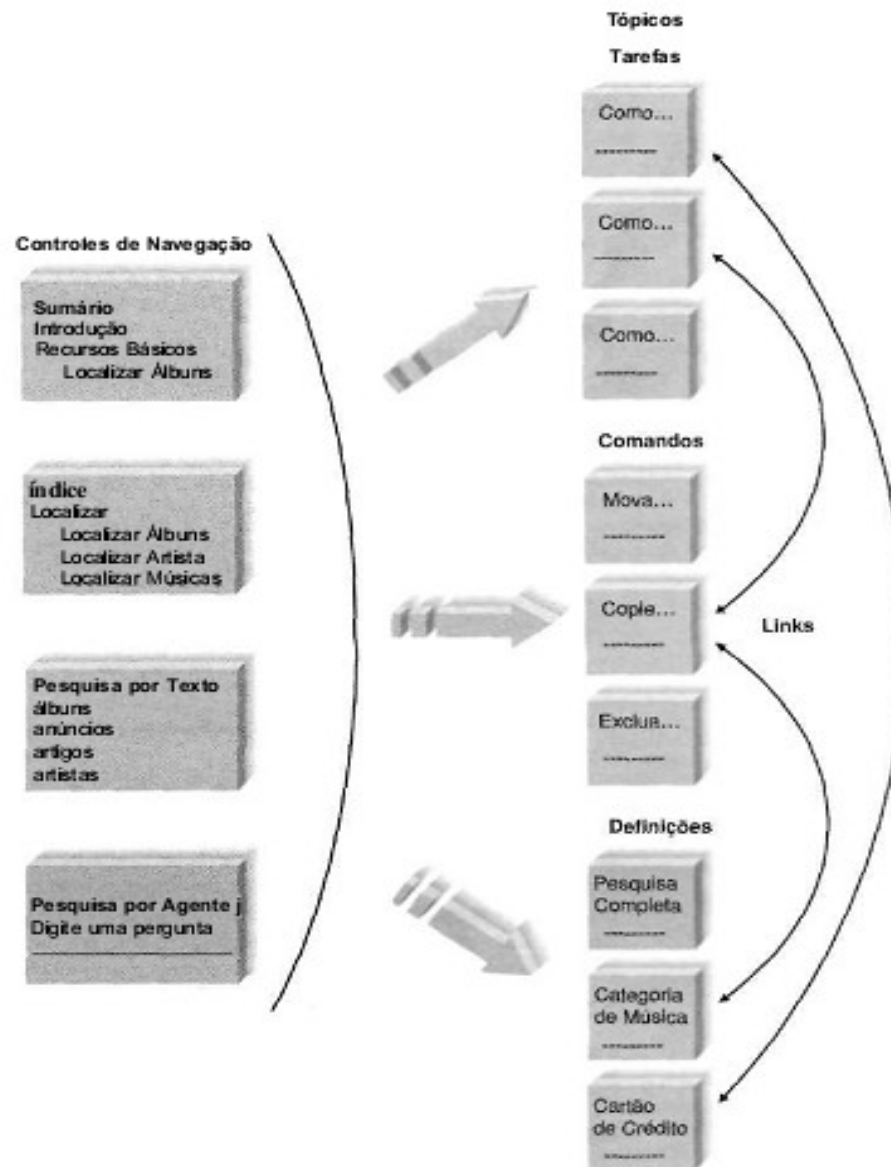 Tópicos
Tarefas
Como...
Como...
Como...
Controles de Navegação
Sumário
Introdução
Recursos Básicos
Localizar Álbuns
índice
Localizar
Localizar Álbuns
Localizar Artista
Localizar Músicas
Pesquisa por Texto
álbuns
anúncios
artigos
artistas
Pesquisa por Agente j
Digite uma pergunta
Comandos
Mova...
Copie...
Exclua...
Links
Definições
Pesquisa
Completa
Categoria
de Música
Cartão
de Crédito